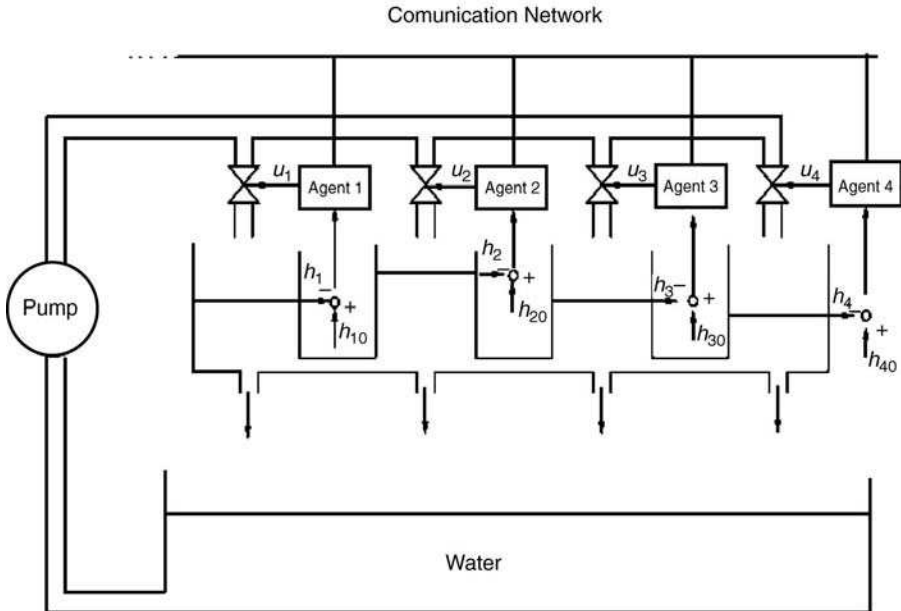 Comunication Network
u1
Agent 1
u2
Agent 2
u3
Agent 3
u4
Agent 4
h1
−
+
h10
h2
−
+
h20
h3
−
+
h30
h4
−
+
h40
Pump
Water